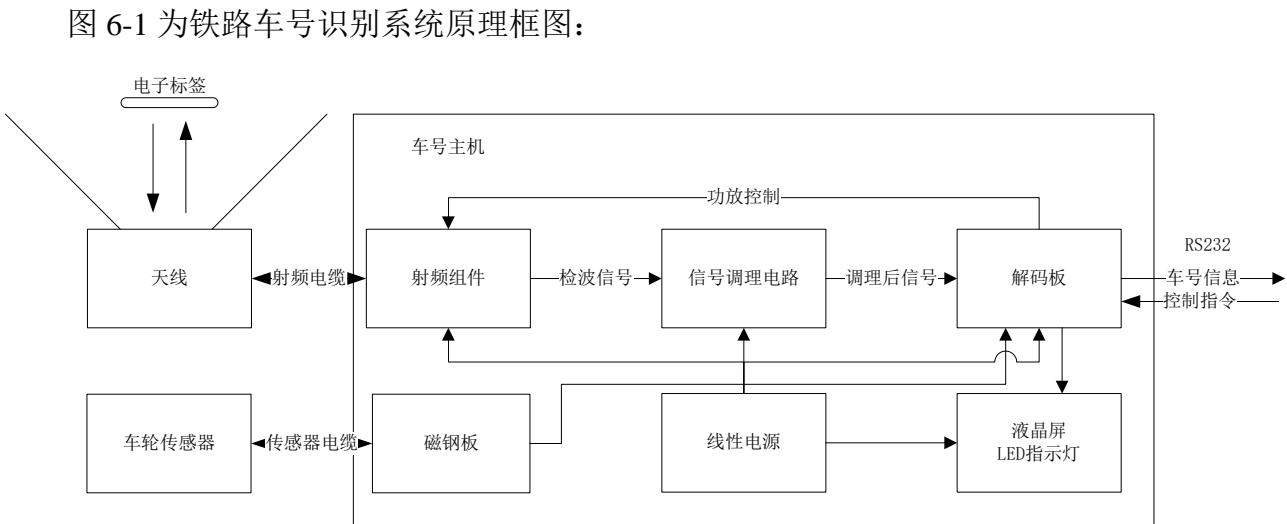 图 6-1 为铁路车号识别系统原理框图：
电子标签
车号主机
功放控制
RS232
天线
射频电缆
射频组件
检波信号
信号调理电路
调理后信号
解码板
车号信息
控制指令
车轮传感器
传感器电缆
磁钢板
线性电源
液晶屏
LED指示灯